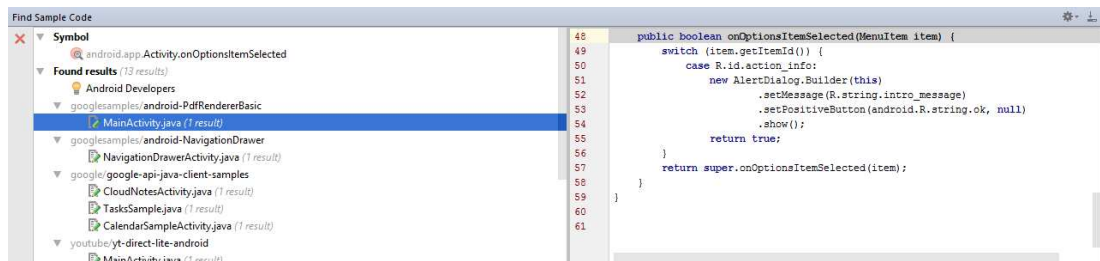 Find Sample Code
Symbol
android.app.Activity.onOptionsItemSelected
Found results (13 results)
Android Developers
googlesamples/android-PdfRendererBasic
MainActivity.java (1 result)
googlesamples/android-NavigationDrawer
NavigationDrawerActivity.java (1 result)
google/google-api-java-client-samples
CloudNotesActivity.java (1 result)
TasksSample.java (1 result)
CalendarSampleActivity.java (1 result)
youtube/yt-direct-lite-android
MainActivity.java (1 result)
48 public boolean onOptionsItemSelected(MenuItem item) {
49 switch (item.getItemId()) {
50 case R.id.action_info:
51 new AlertDialog.Builder(this)
52 .setMessage(R.string.intro_message)
53 .setPositiveButton(android.R.string.ok, null)
54 .show();
55 return true;
56 }
57 return super.onOptionsItemSelected(item);
58 }
59 }
60
61